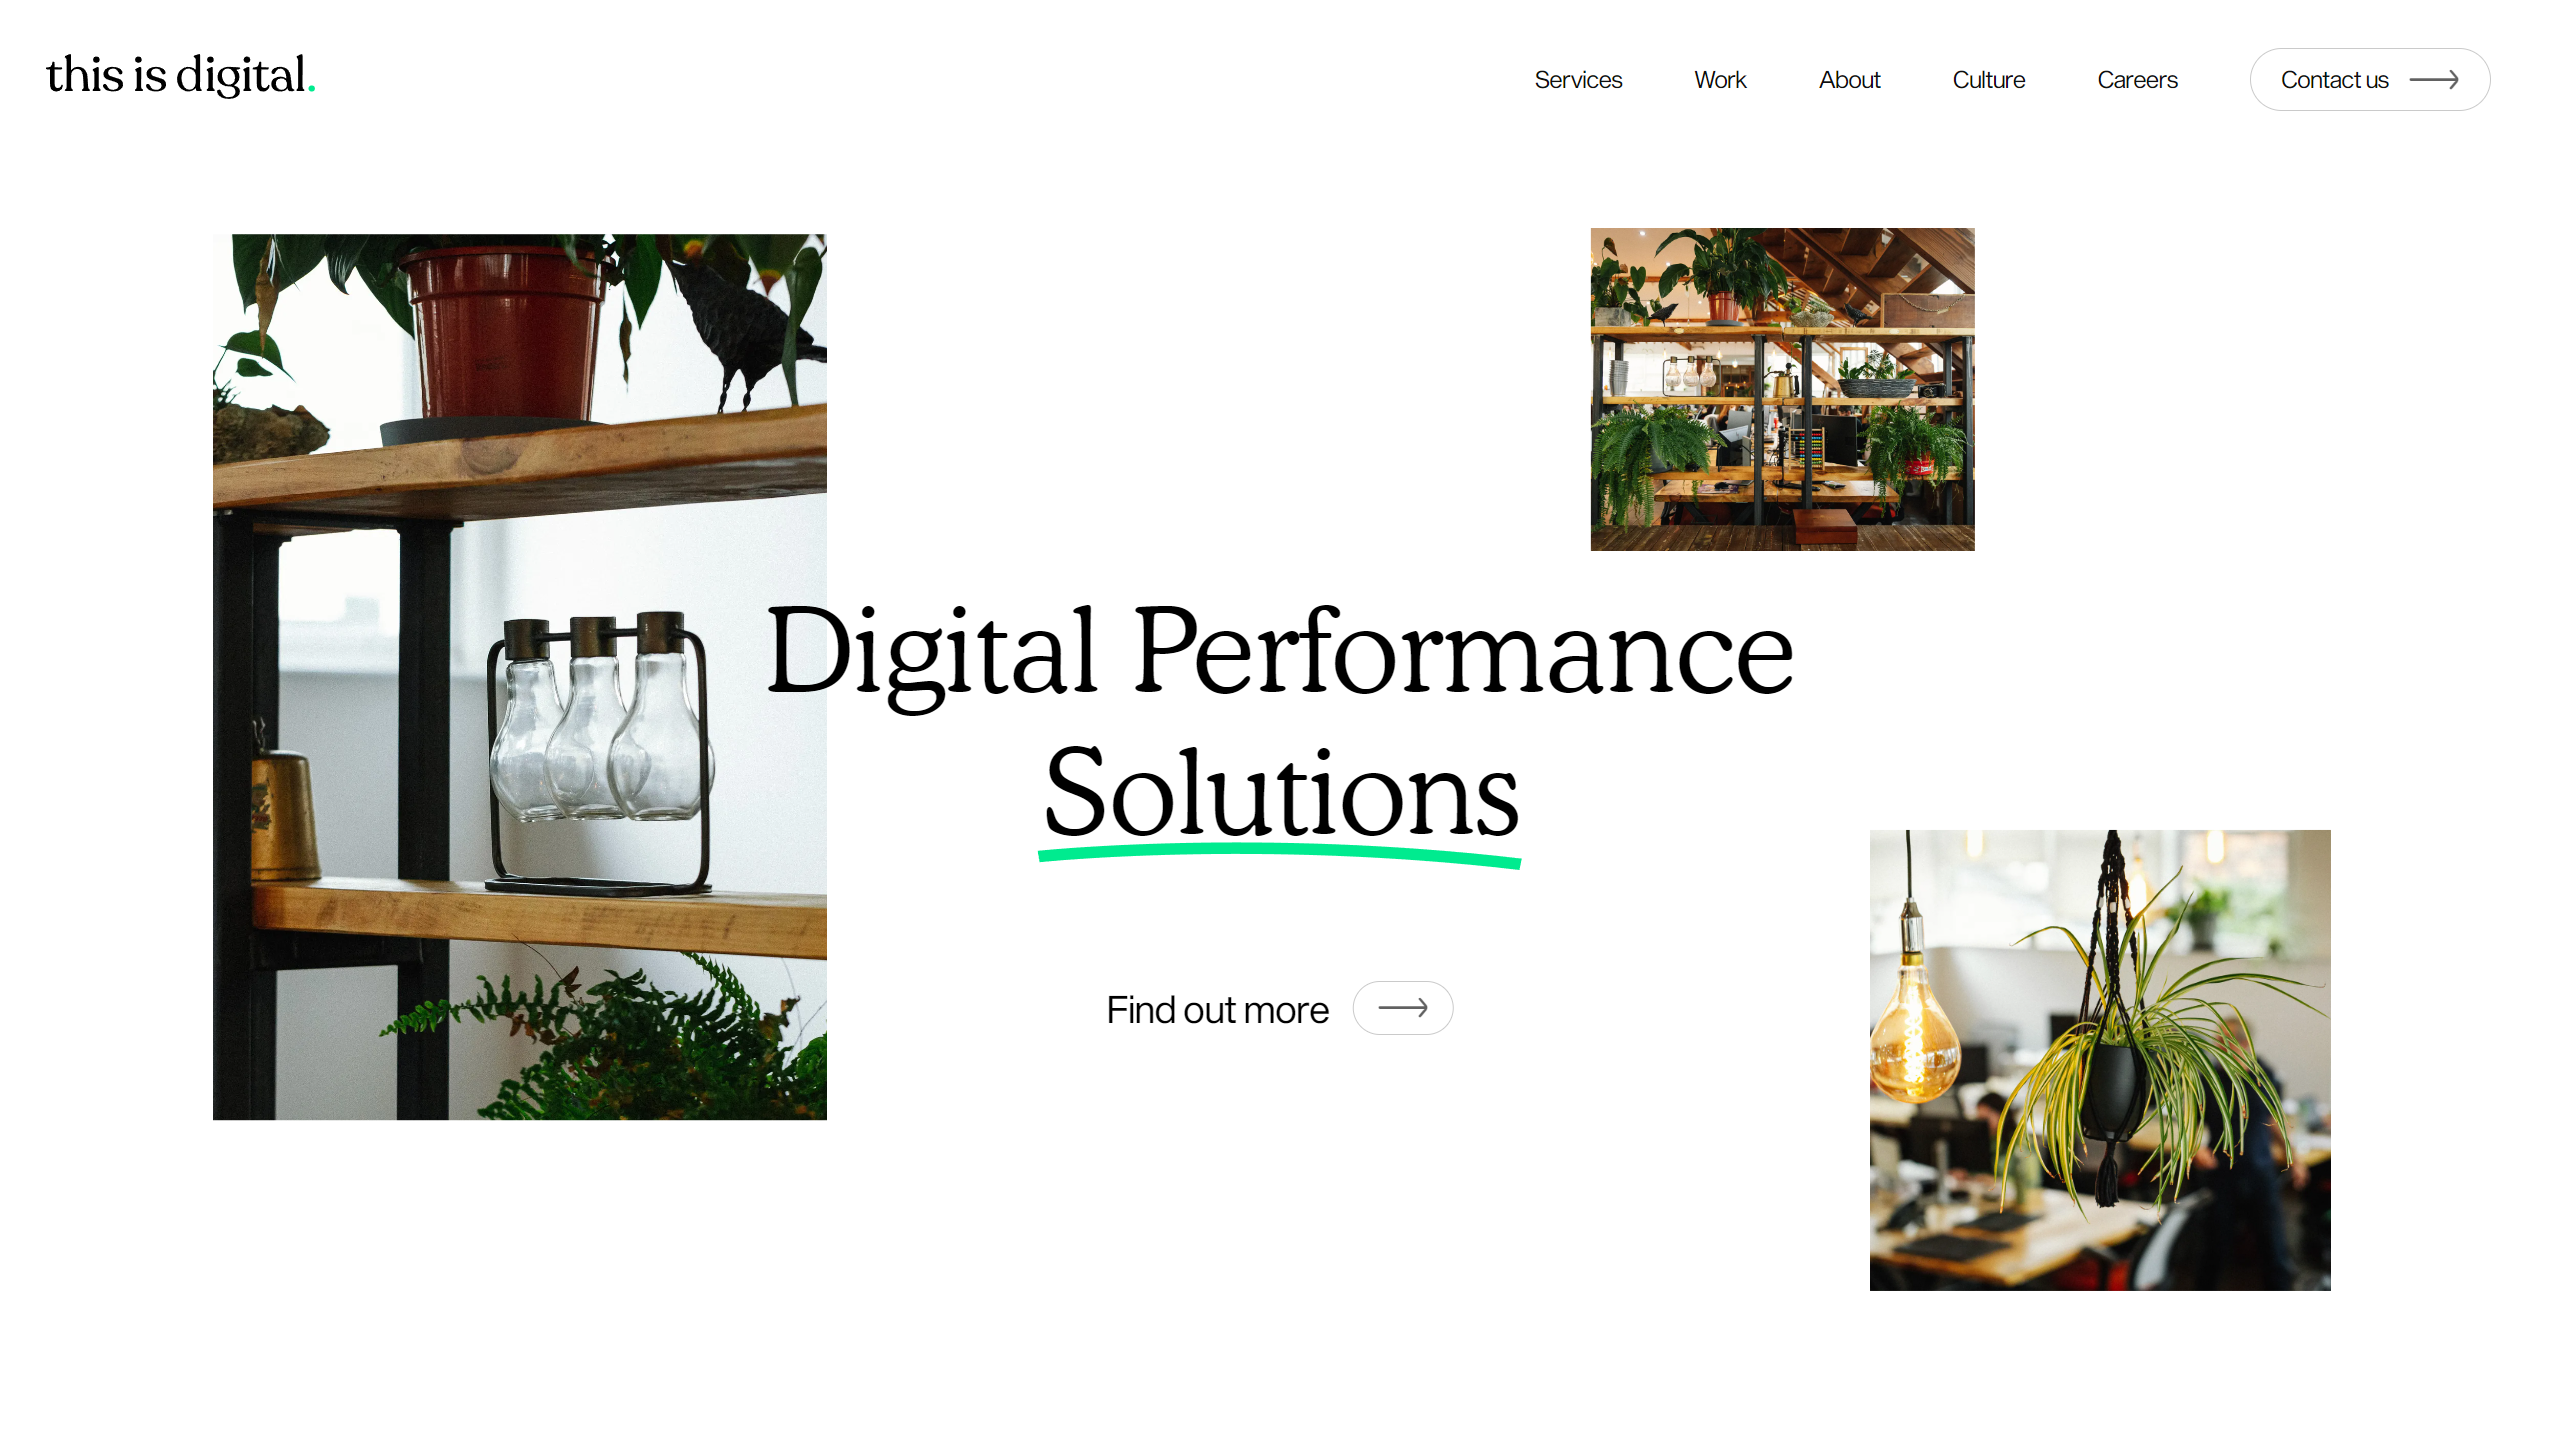 this is digital.
Services
Work
About
Culture
Careers
Contact us
Digital Performance
Solutions
Find out more